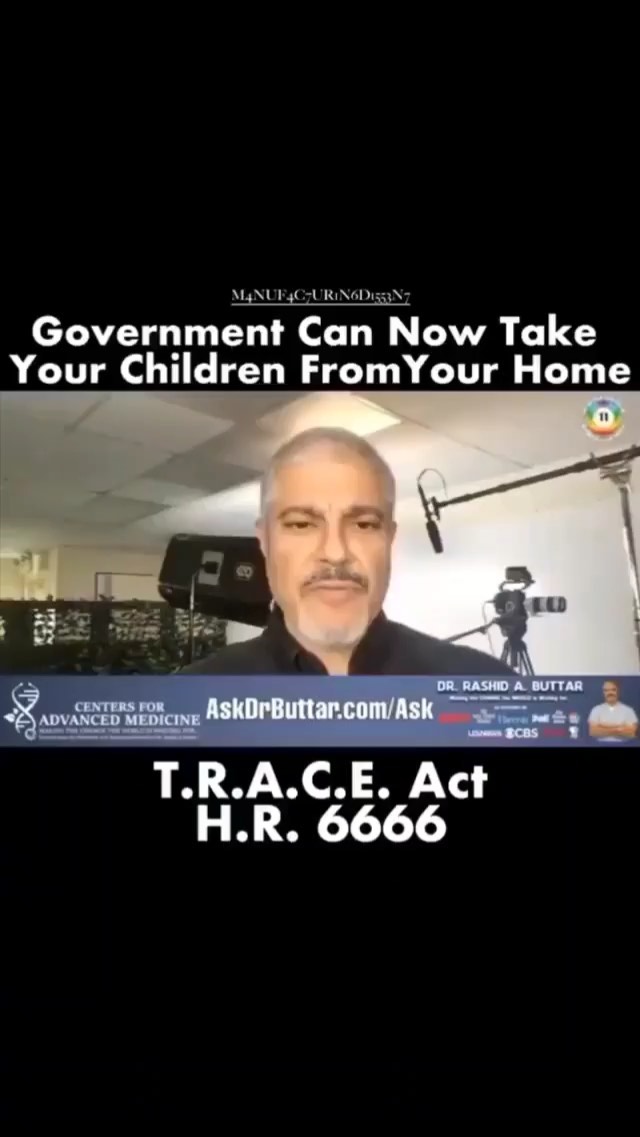 M4NUF4C7UR1N6D1553N7
Government Can Now Take
Your Children FromYour Home
11
CENTERS FOR
ADVANCED MEDICINE
AskDrButtar.com/Ask
DR. RASHID A. BUTTAR
CBS
T.R.A.C.E. Act
H.R. 6666